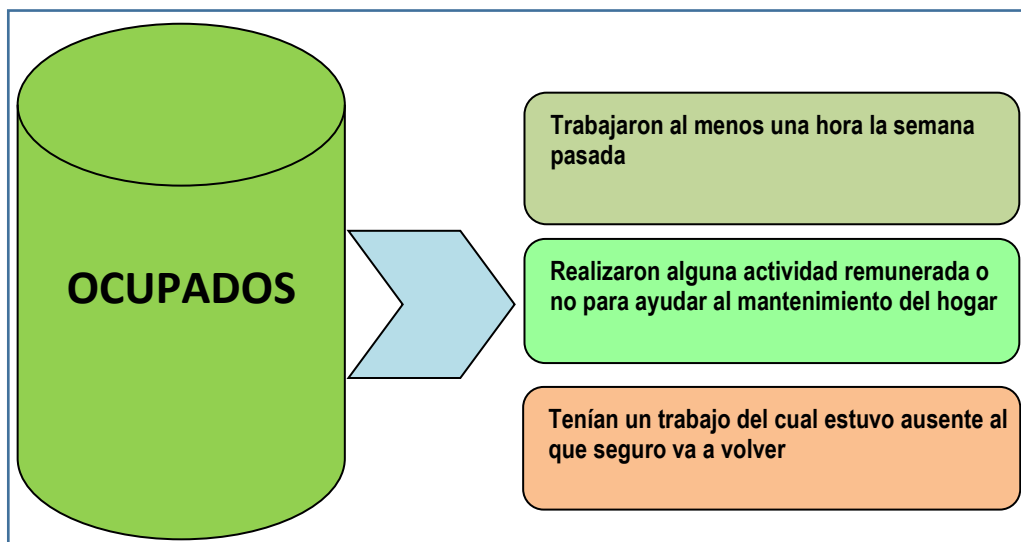 OCUPADOS
Trabajaron al menos una hora la semana
pasada
Realizaron alguna actividad remunerada o
no para ayudar al mantenimiento del hogar
Tenían un trabajo del cual estuvo ausente al
que seguro va a volver